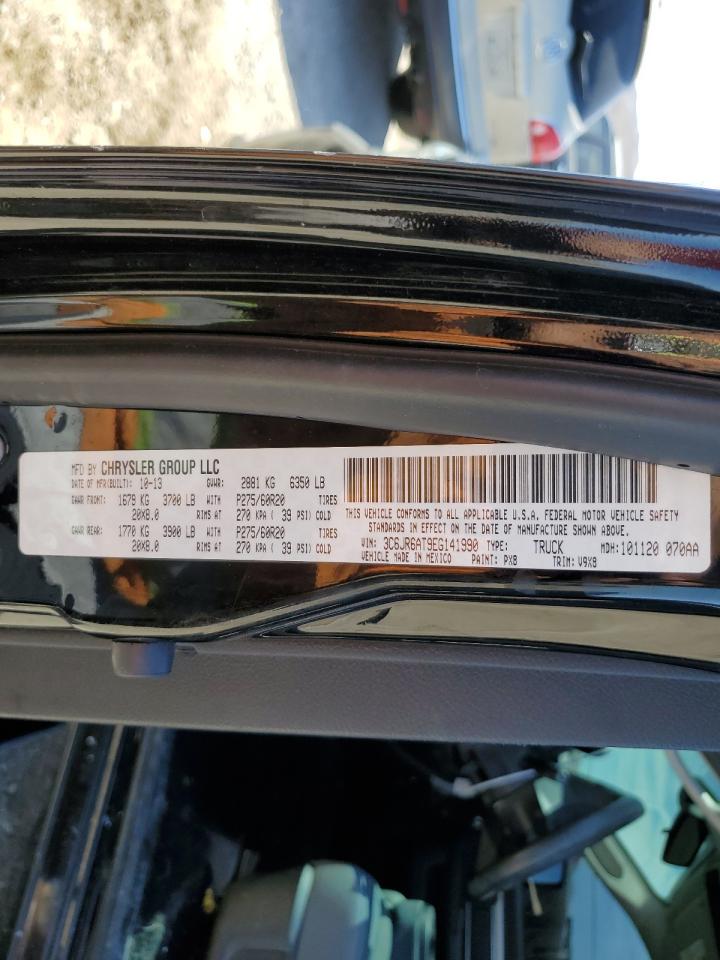 MFD BY CHRYSLER GROUP LLC
DATE OF MFR(BUILT): 10-13 GVWR: 2881 KG 6350 LB
GAWR FRONT: 1679 KG 3700 LB WITH P275/60R20 TIRES
20X8.0 RIMS AT 270 KPA ( 39 PSI) COLD
GAWR REAR: 1770 KG 3900 LB WITH P275/60R20 TIRES
20X8.0 RIMS AT 270 KPA ( 39 PSI) COLD
THIS VEHICLE CONFORMS TO ALL APPLICABLE U.S.A. FEDERAL MOTOR VEHICLE SAFETY
STANDARDS IN EFFECT ON THE DATE OF MANUFACTURE SHOWN ABOVE.
VIN: 3C6JR6AT9EG141990 TYPE: TRUCK MDH: 101120 070AA
VEHICLE MADE IN MEXICO PAINT: PX8 TRIM: V9X8